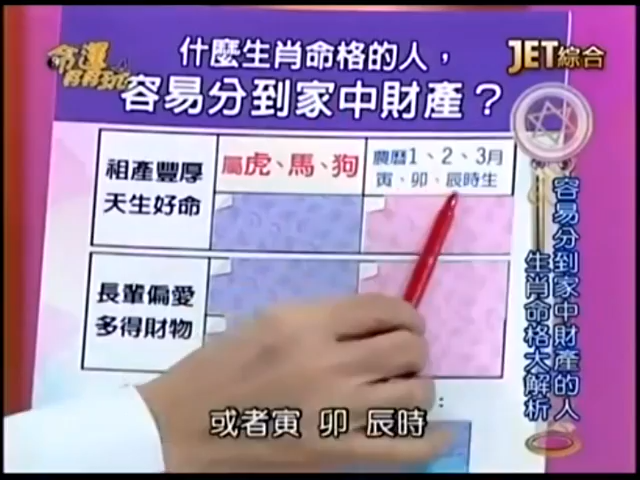 命運
好好玩
JET綜合
什麼生肖命格的人，
容易分到家中財產？
祖產豐厚
天生好命
屬虎、馬、狗
農曆1、2、3月
寅、卯、辰時生
長輩偏愛
多得財物
容易分到家中財產的人
生肖命格大解析
或者寅 卯 辰時